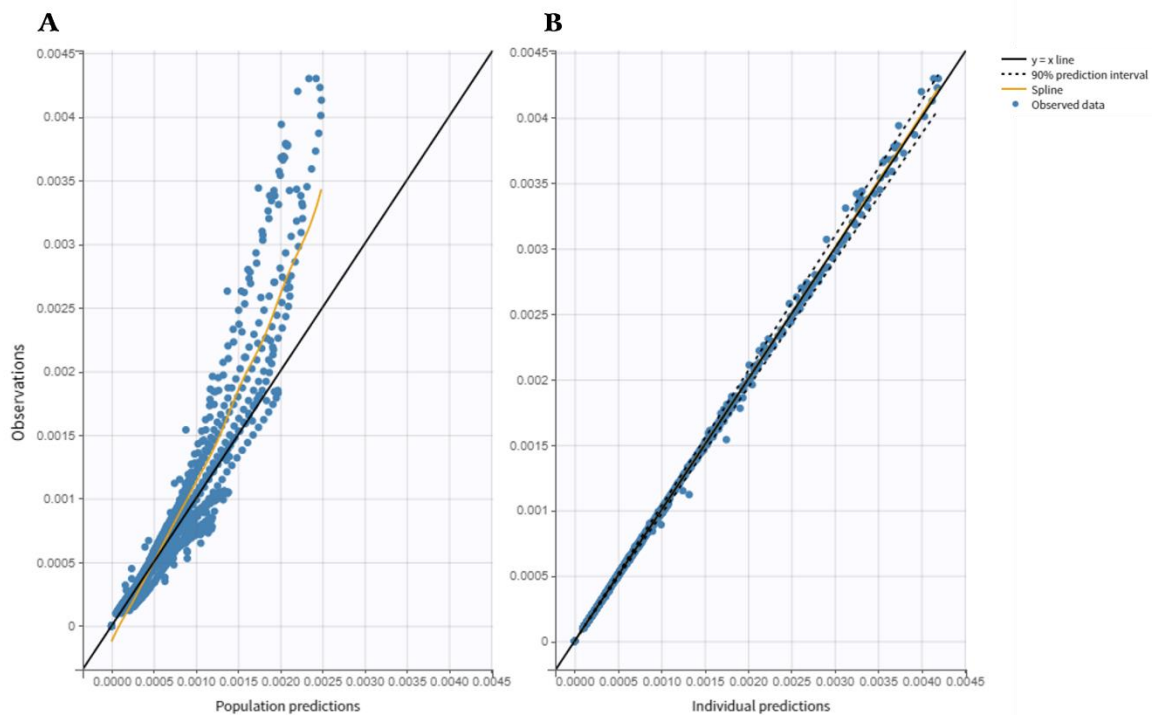 A
B
0.0045
0.004
0.0035
0.003
0.0025
0.002
0.0015
0.001
0.0005
0
Observations
0.0000 0.0005 0.0010 0.0015 0.0020 0.0025 0.0030 0.0035 0.0040 0.0045
Population predictions
0.0045
0.004
0.0035
0.003
0.0025
0.002
0.0015
0.001
0.0005
0
0.0000 0.0005 0.0010 0.0015 0.0020 0.0025 0.0030 0.0035 0.0040 0.0045
Individual predictions
y = x line
90% prediction interval
Spline
Observed data